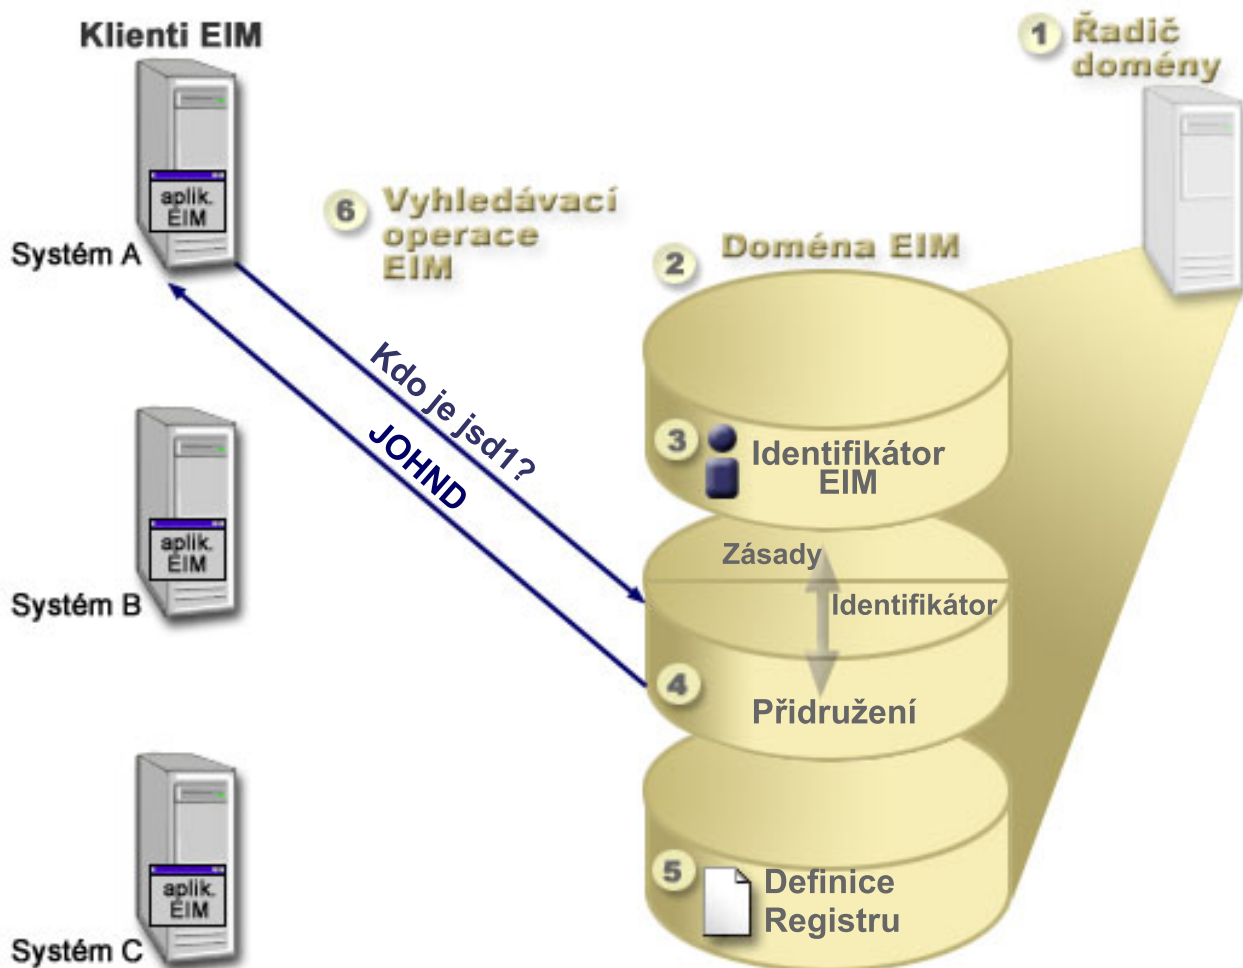 Klienti EIM
1 Řadič
domény
aplik.
EIM
Systém A
6 Vyhledávací
operace
EIM
2 Doména EIM
Kdo je jsd1?
JOHND
3 Identifikátor
EIM
aplik.
EIM
Systém B
Zásady
Identifikátor
4 Přidružení
aplik.
EIM
Systém C
5 Definice
Registru